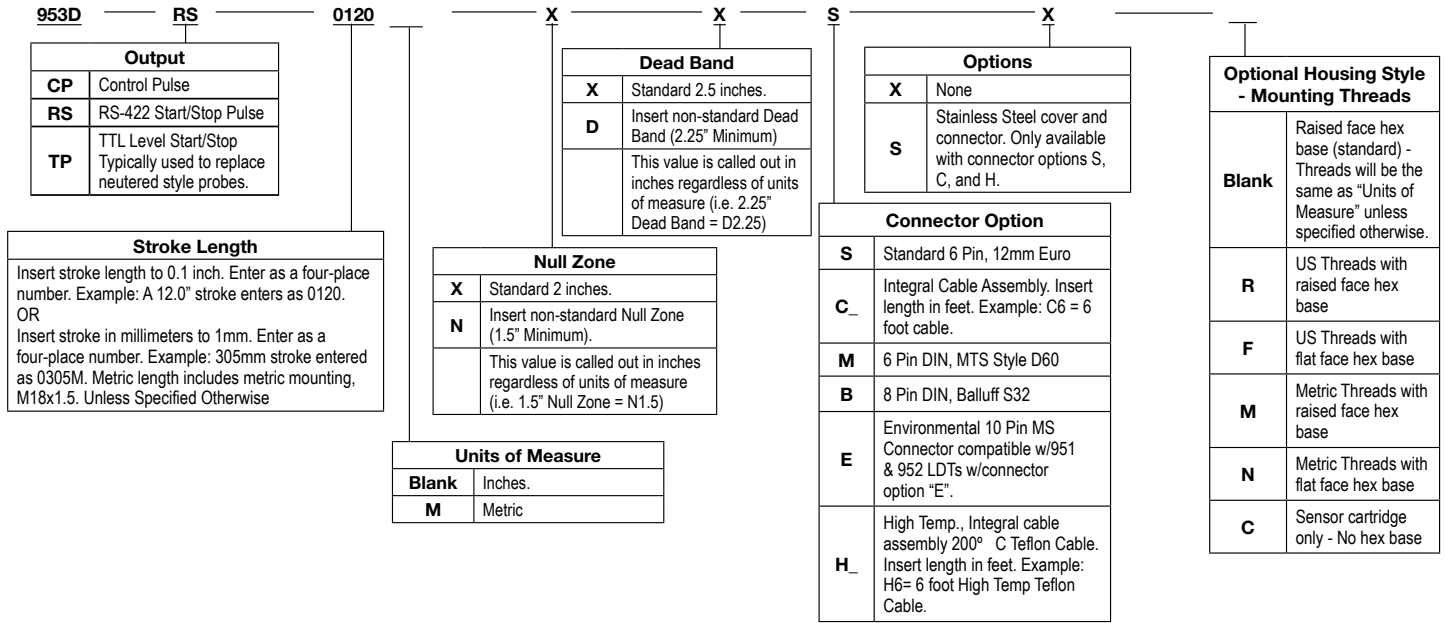 953D RS 0120 X X S X
Output
CP Control Pulse
RS RS-422 Start/Stop Pulse
TP TTL Level Start/Stop
Typically used to replace
neutered style probes.
Stroke Length
Insert stroke length to 0.1 inch. Enter as a four-place
number. Example: A 12.0” stroke enters as 0120.
OR
Insert stroke in millimeters to 1mm. Enter as a
four-place number. Example: 305mm stroke entered
as 0305M. Metric length includes metric mounting,
M18x1.5. Unless Specified Otherwise
Units of Measure
Blank Inches.
M Metric
Null Zone
X Standard 2 inches.
N Insert non-standard Null Zone
(1.5” Minimum).
This value is called out in inches
regardless of units of measure
(i.e. 1.5” Null Zone = N1.5)
Dead Band
X Standard 2.5 inches.
D Insert non-standard Dead
Band (2.25” Minimum)
This value is called out in
inches regardless of units
of measure (i.e. 2.25”
Dead Band = D2.25)
Connector Option
S Standard 6 Pin, 12mm Euro
C_ Integral Cable Assembly. Insert
length in feet. Example: C6 = 6
foot cable.
M 6 Pin DIN, MTS Style D60
B 8 Pin DIN, Balluff S32
E Environmental 10 Pin MS
Connector compatible w/951
& 952 LDTs w/connector
option “E”.
H_ High Temp., Integral cable
assembly 200º C Teflon Cable.
Insert length in feet. Example:
H6= 6 foot High Temp Teflon
Cable.
Options
X None
S Stainless Steel cover and
connector. Only available
with connector options S,
C, and H.
Optional Housing Style
- Mounting Threads
Blank Raised face hex
base (standard) -
Threads will be the
same as “Units of
Measure” unless
specified otherwise.
R US Threads with
raised face hex
base
F US Threads with
flat face hex base
M Metric Threads with
raised face hex
base
N Metric Threads with
flat face hex base
C Sensor cartridge
only - No hex base